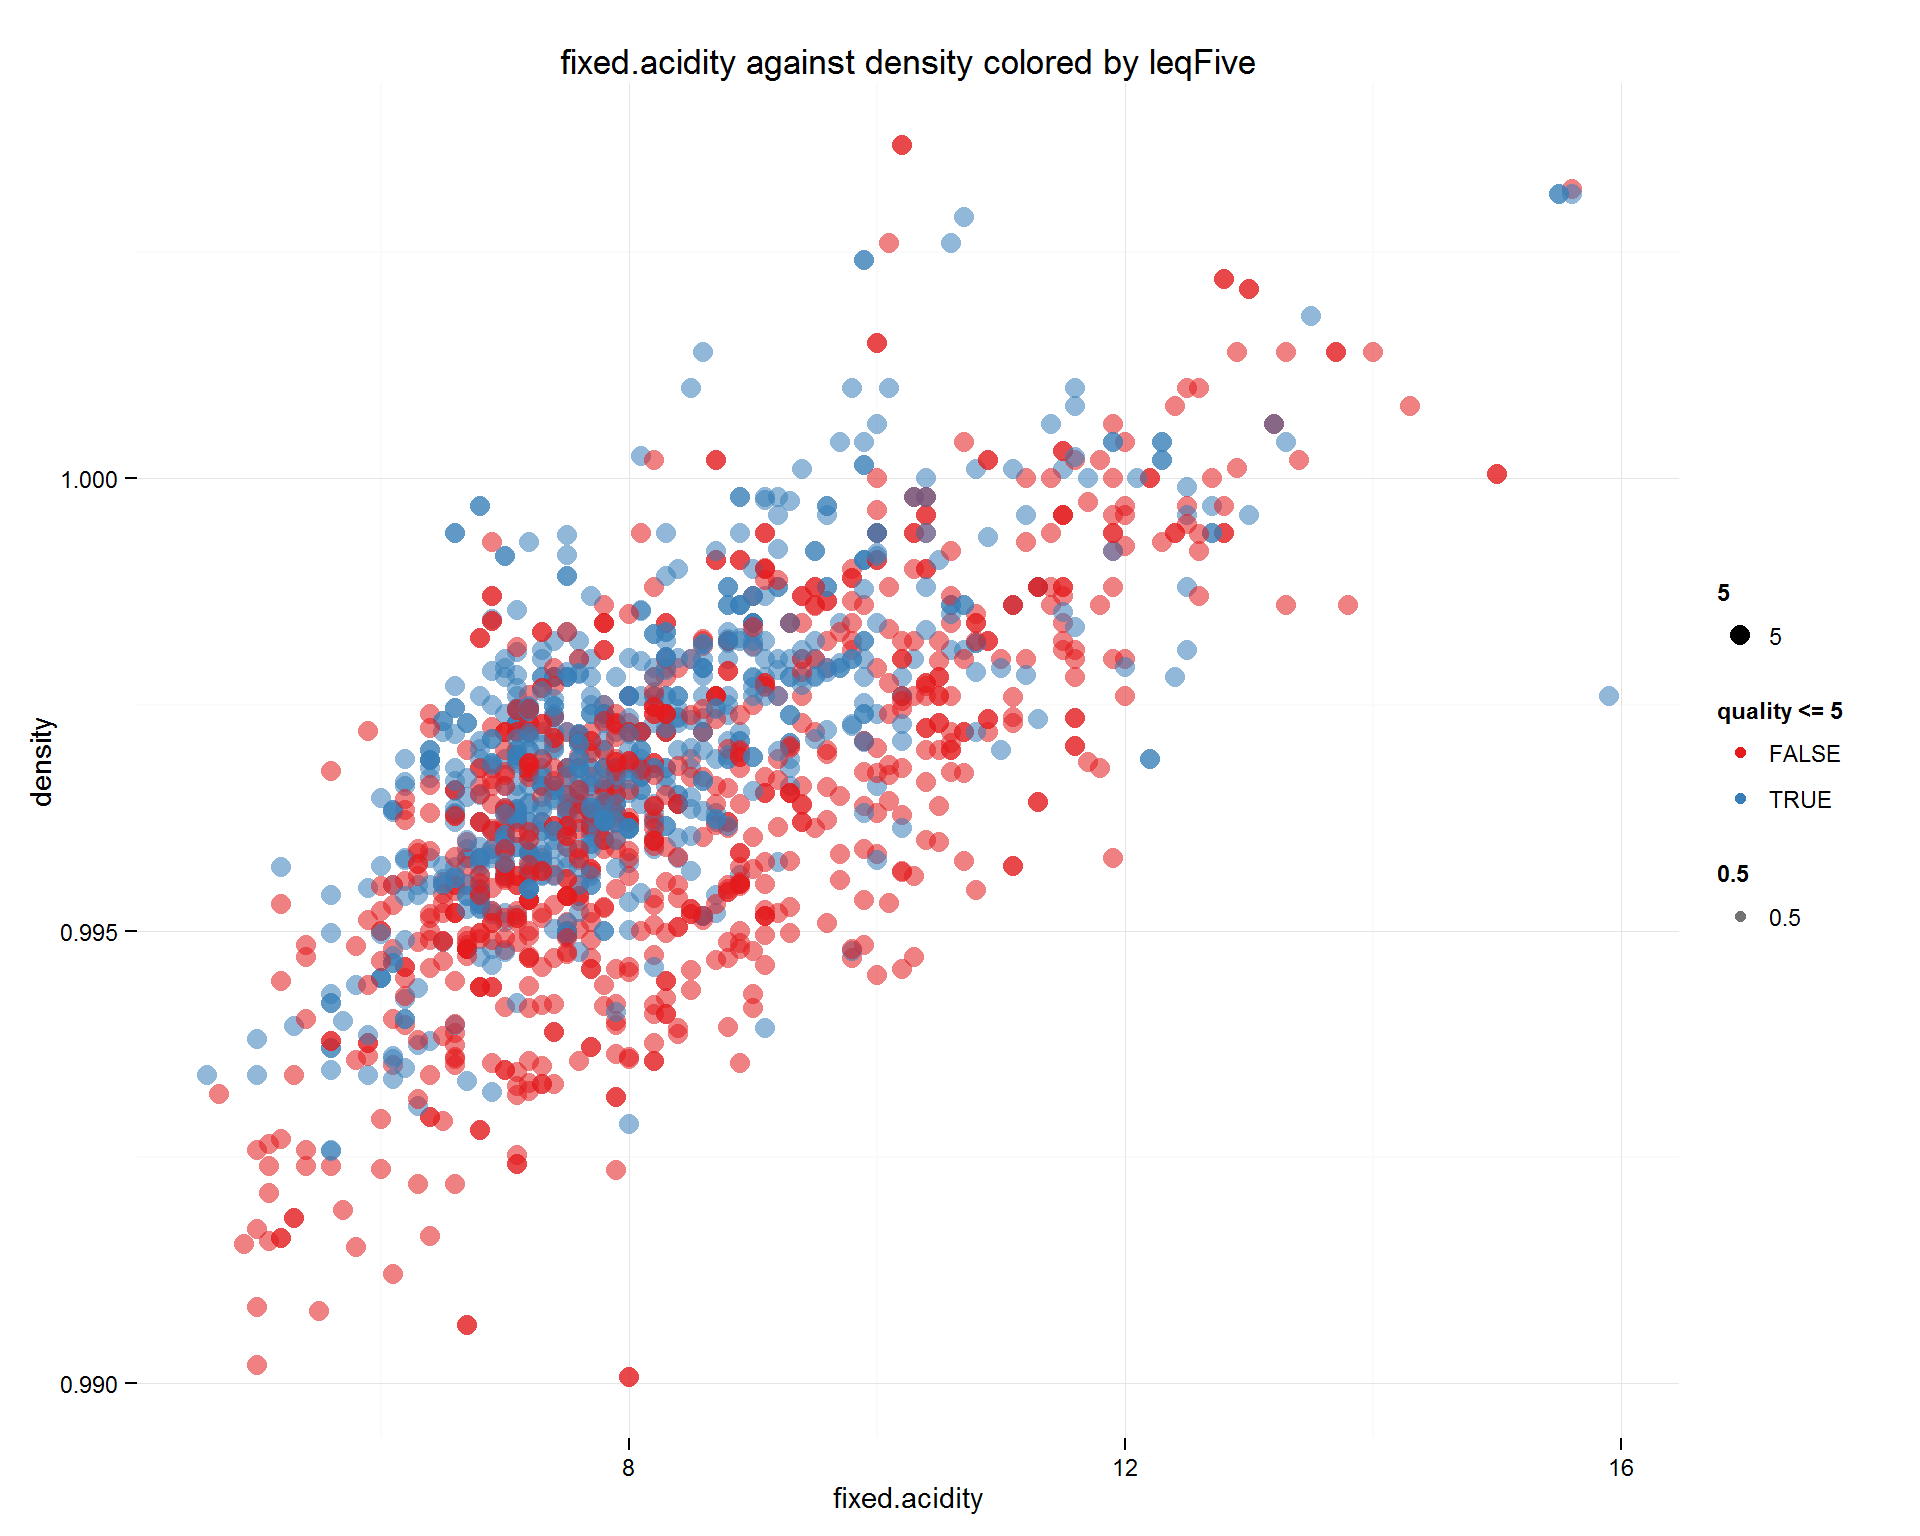 fixed.acidity against density colored by leqFive
density
1.000
0.995
0.990
8
12
16
fixed.acidity
5
5
quality <= 5
FALSE
TRUE
0.5
0.5